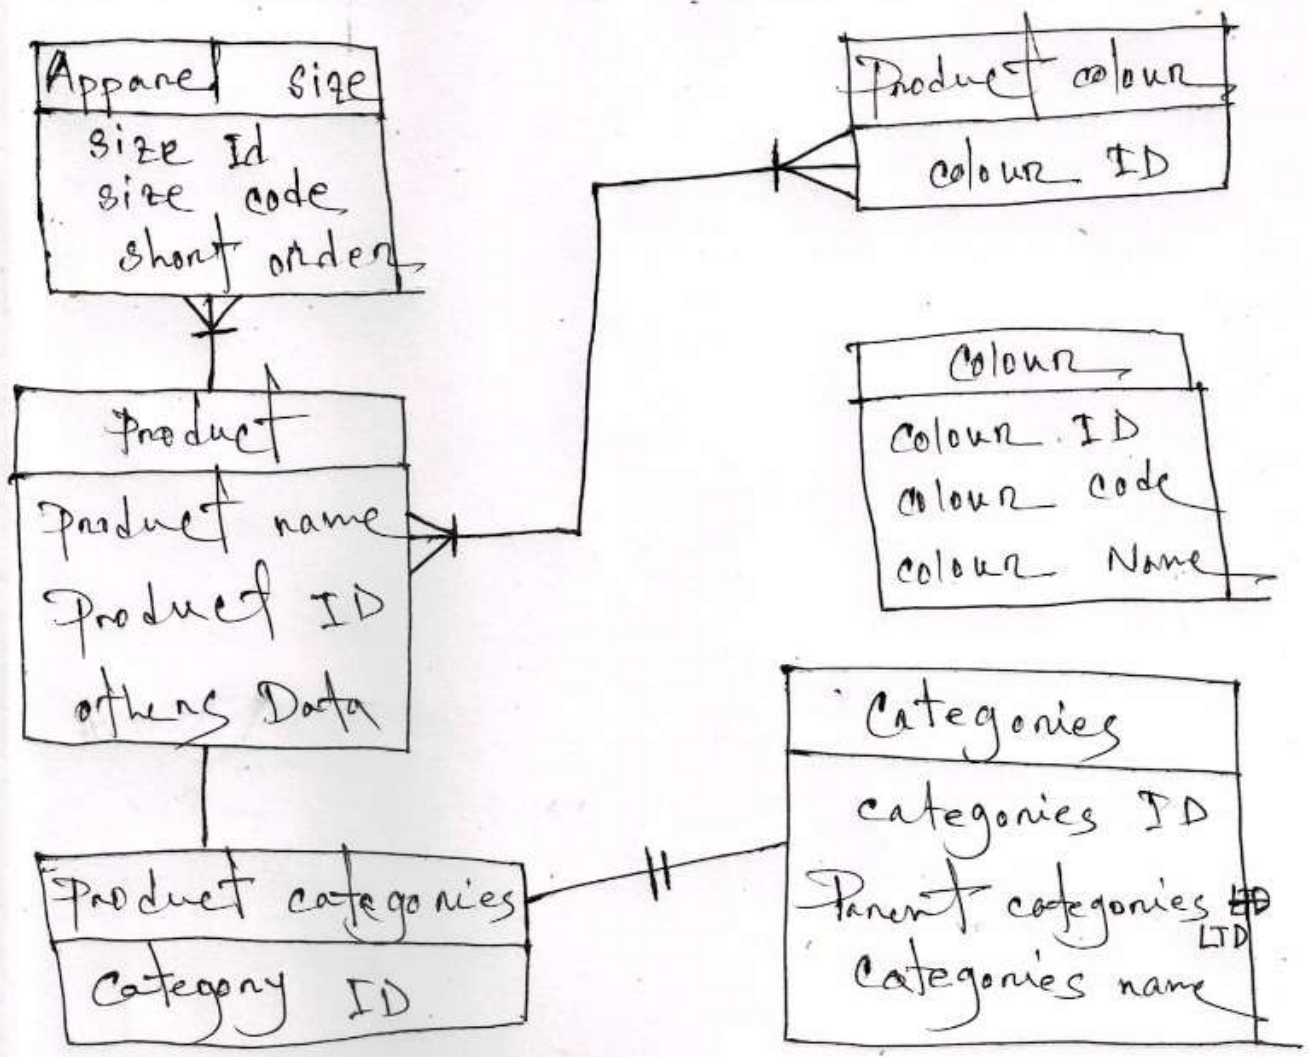 Apparel size
size Id
size code
short order
Product
Product name
Product ID
others Data
Product categories
Category ID
Product colour
colour ID
Colour
Colour ID
colour code
colour Name
Categories
categories ID
Parent categories
LTD
Categories name